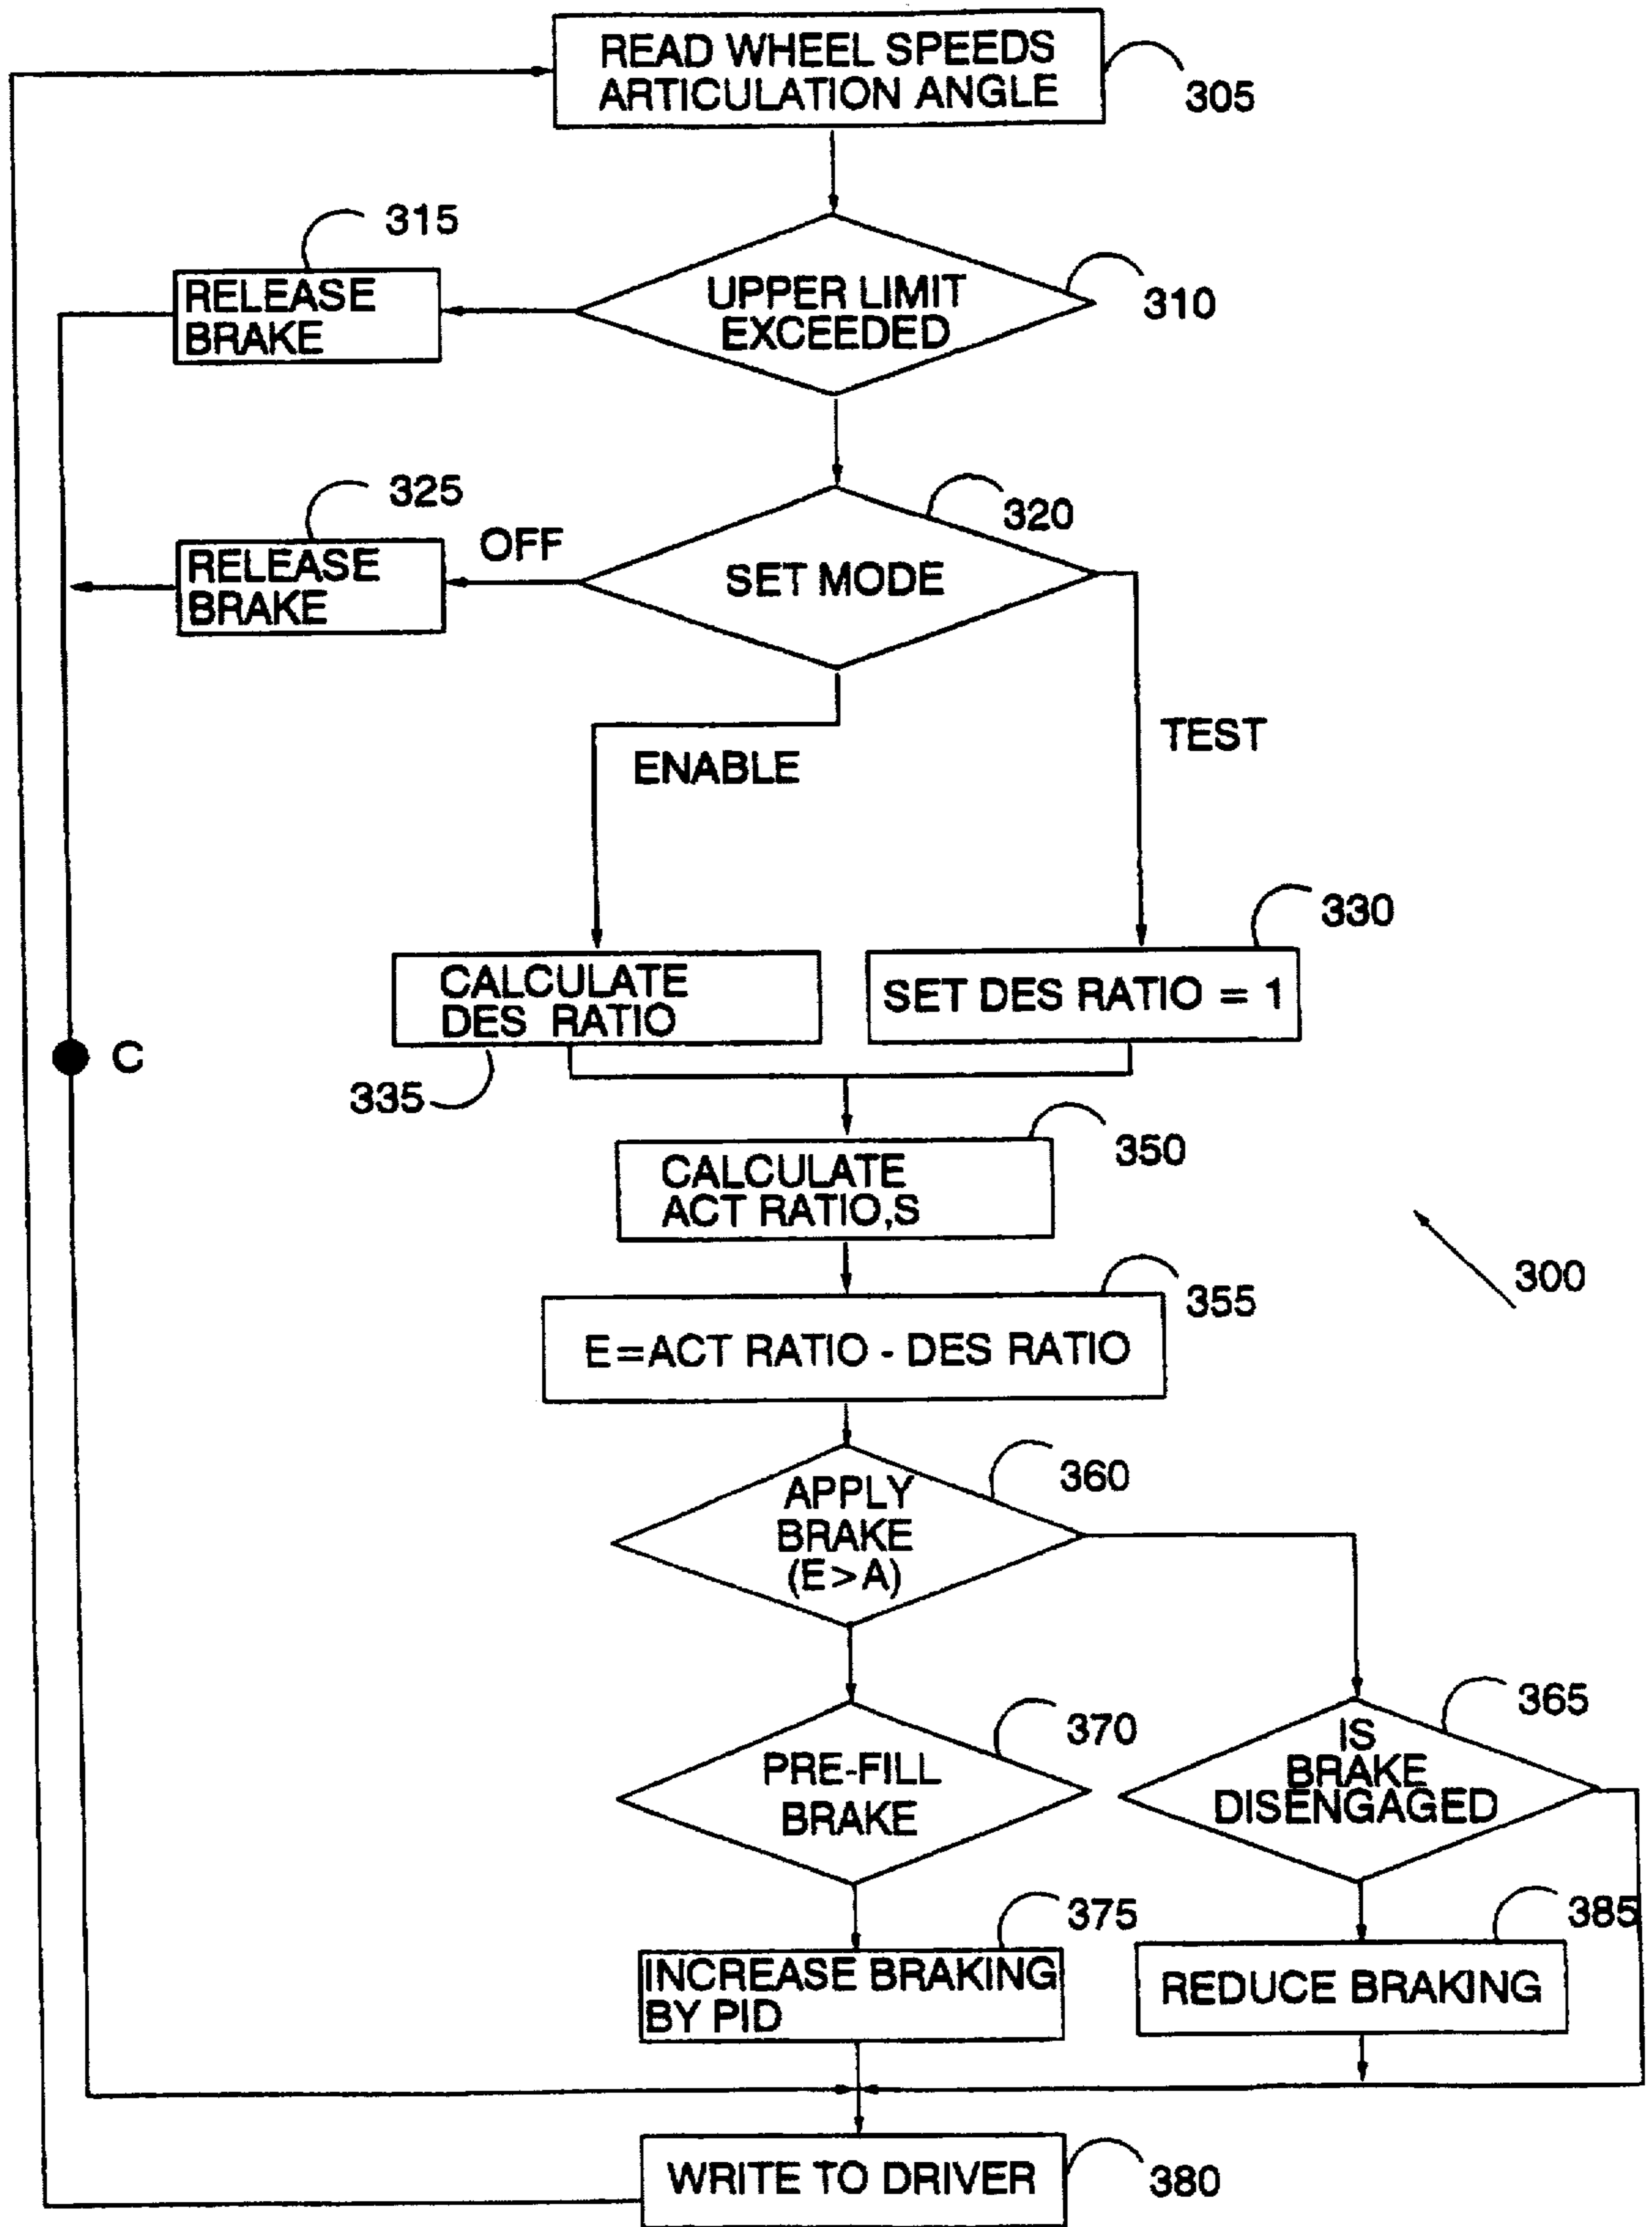 READ WHEEL SPEEDS
ARTICULATION ANGLE
305
315
RELEASE
BRAKE
UPPER LIMIT
EXCEEDED
310
325
RELEASE
BRAKE
OFF
320
SET MODE
ENABLE
TEST
330
CALCULATE
DES RATIO
SET DES RATIO = 1
C
335
350
CALCULATE
ACT RATIO,S
300
355
E=ACT RATIO - DES RATIO
360
APPLY
BRAKE
(E>A)
365
370
IS
BRAKE
DISENGAGED
PRE-FILL
BRAKE
375
385
INCREASE BRAKING
BY PID
REDUCE BRAKING
WRITE TO DRIVER
380